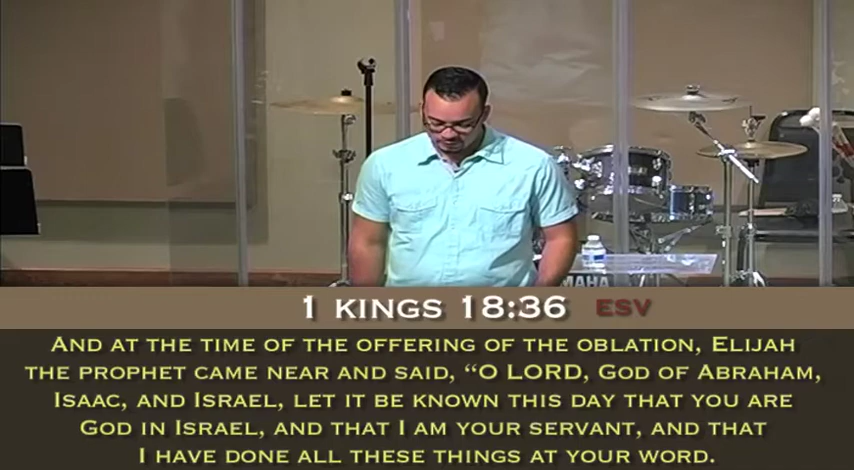 MAHA
1 KINGS 18:36 ESV
AND AT THE TIME OF THE OFFERING OF THE OBLATION, ELIJAH
THE PROPHET CAME NEAR AND SAID, “O LORD, GOD OF ABRAHAM,
ISAAC, AND ISRAEL, LET IT BE KNOWN THIS DAY THAT YOU ARE
GOD IN ISRAEL, AND THAT I AM YOUR SERVANT, AND THAT
I HAVE DONE ALL THESE THINGS AT YOUR WORD.